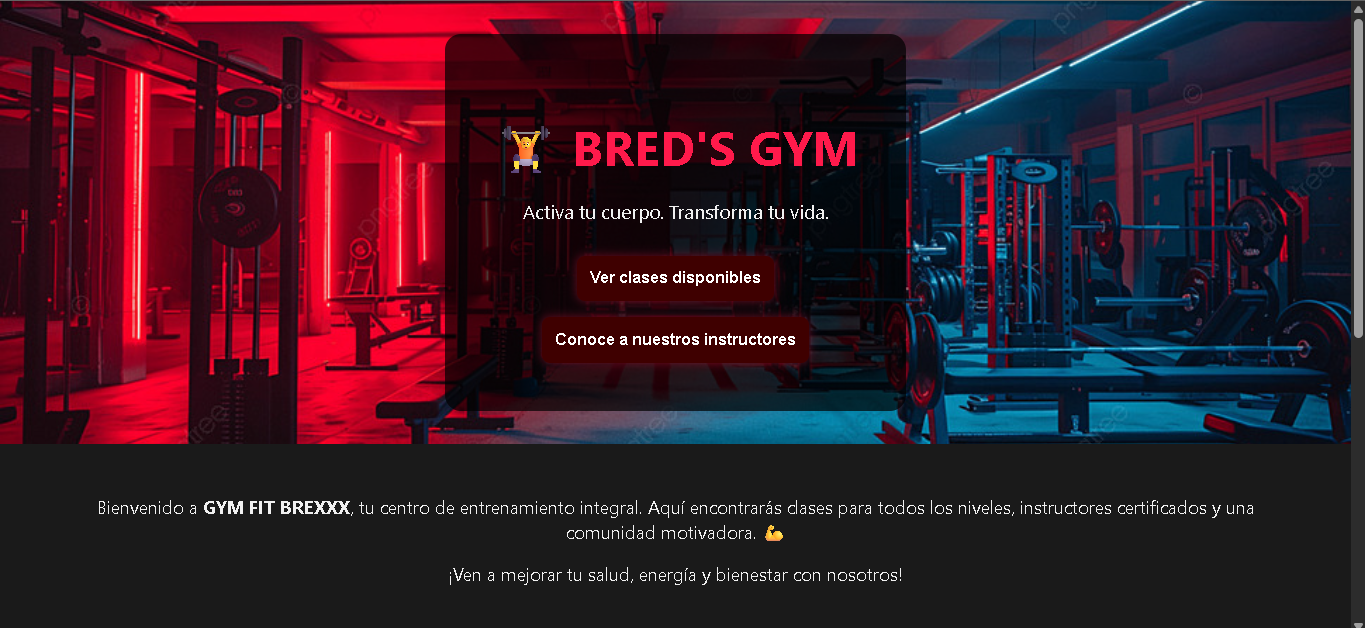 BRED'S GYM
Activa tu cuerpo. Transforma tu vida.
Ver clases disponibles
Conoce a nuestros instructores
Bienvenido a GYM FIT BREXXX, tu centro de entrenamiento integral. Aquí encontrarás clases para todos los niveles, instructores certificados y una
comunidad motivadora. 💪
¡Ven a mejorar tu salud, energía y bienestar con nosotros!